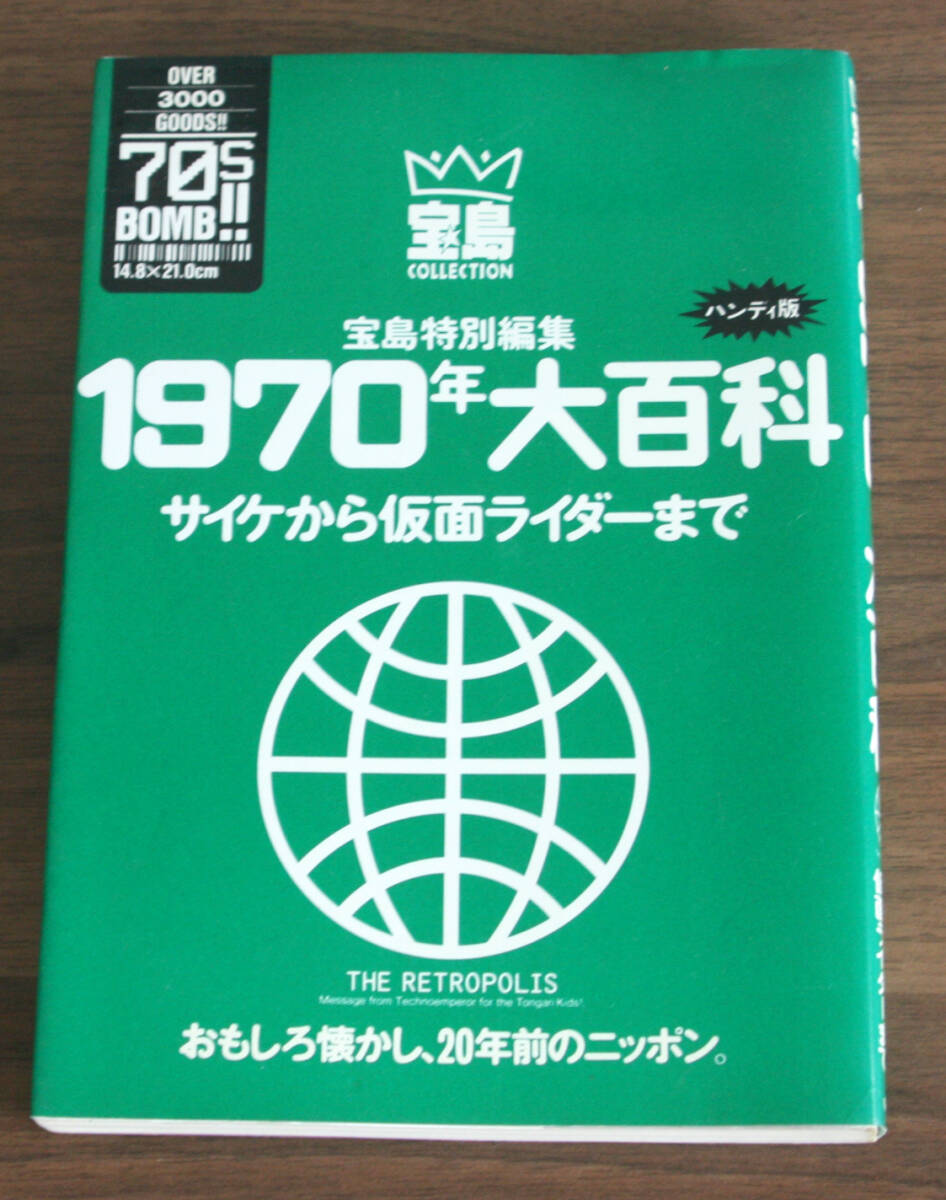 OVER
3000
GOODS!!
70S
BOMB!!
14.8×21.0cm
宝島
COLLECTION
ハンディ版
宝島特別編集
1970年大百科
サイケから仮面ライダーまで
THE RETROPOLIS
Message from Technoemperor for the Tongari Kids!
おもしろ懐かし、20年前のニッポン。